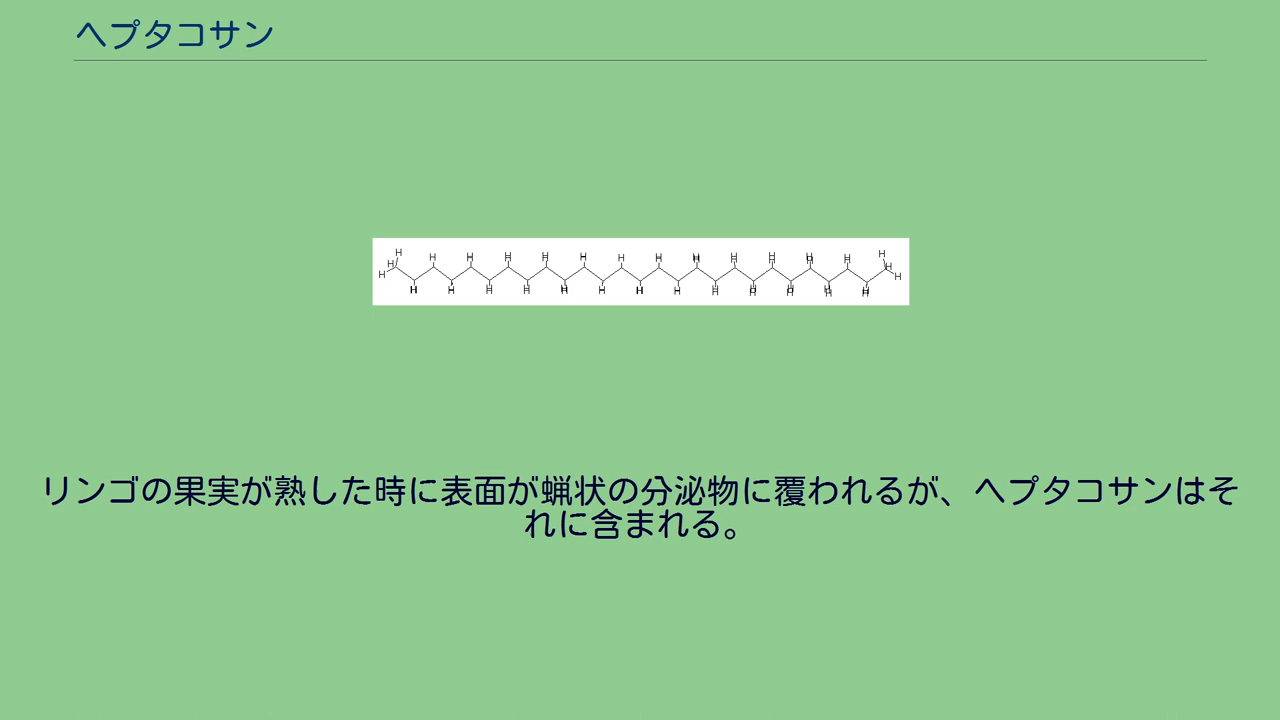 ヘプタコサン
リンゴの果実が熟した時に表面が蝋状の分泌物に覆われるが、ヘプタコサンはそ
れに含まれる。